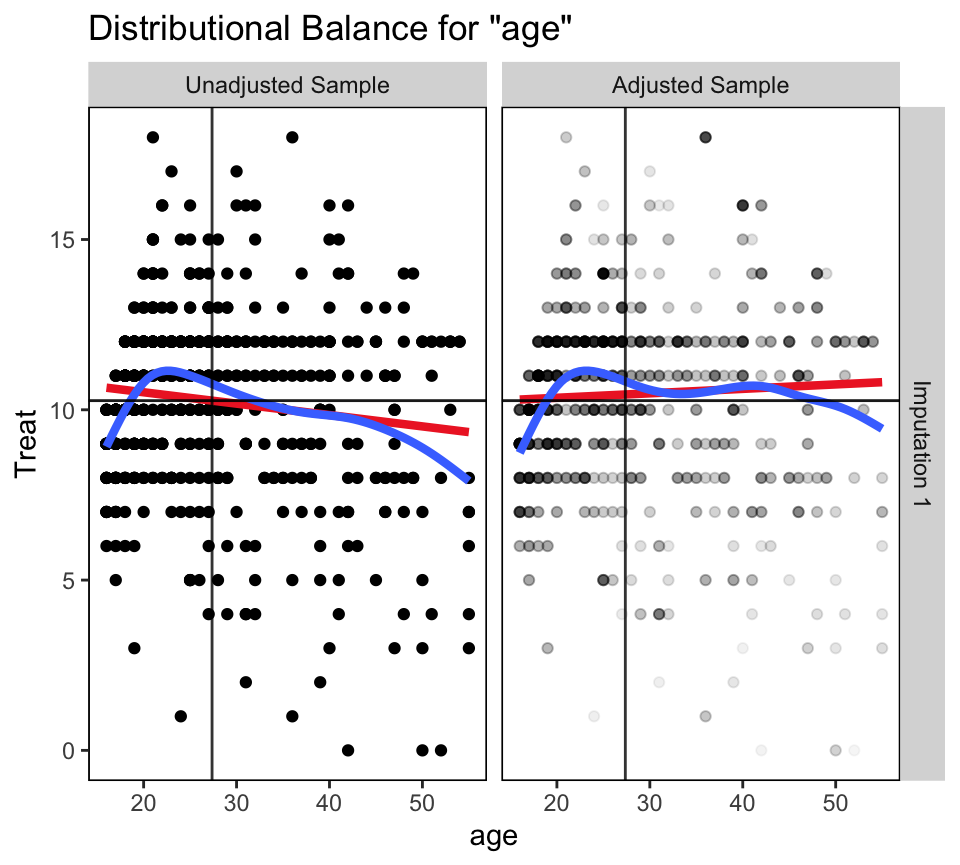 Distributional Balance for "age"
Unadjusted Sample
Adjusted Sample
Treat
15
10
5
0
Imputation 1
20 30 40 50
20 30 40 50
age